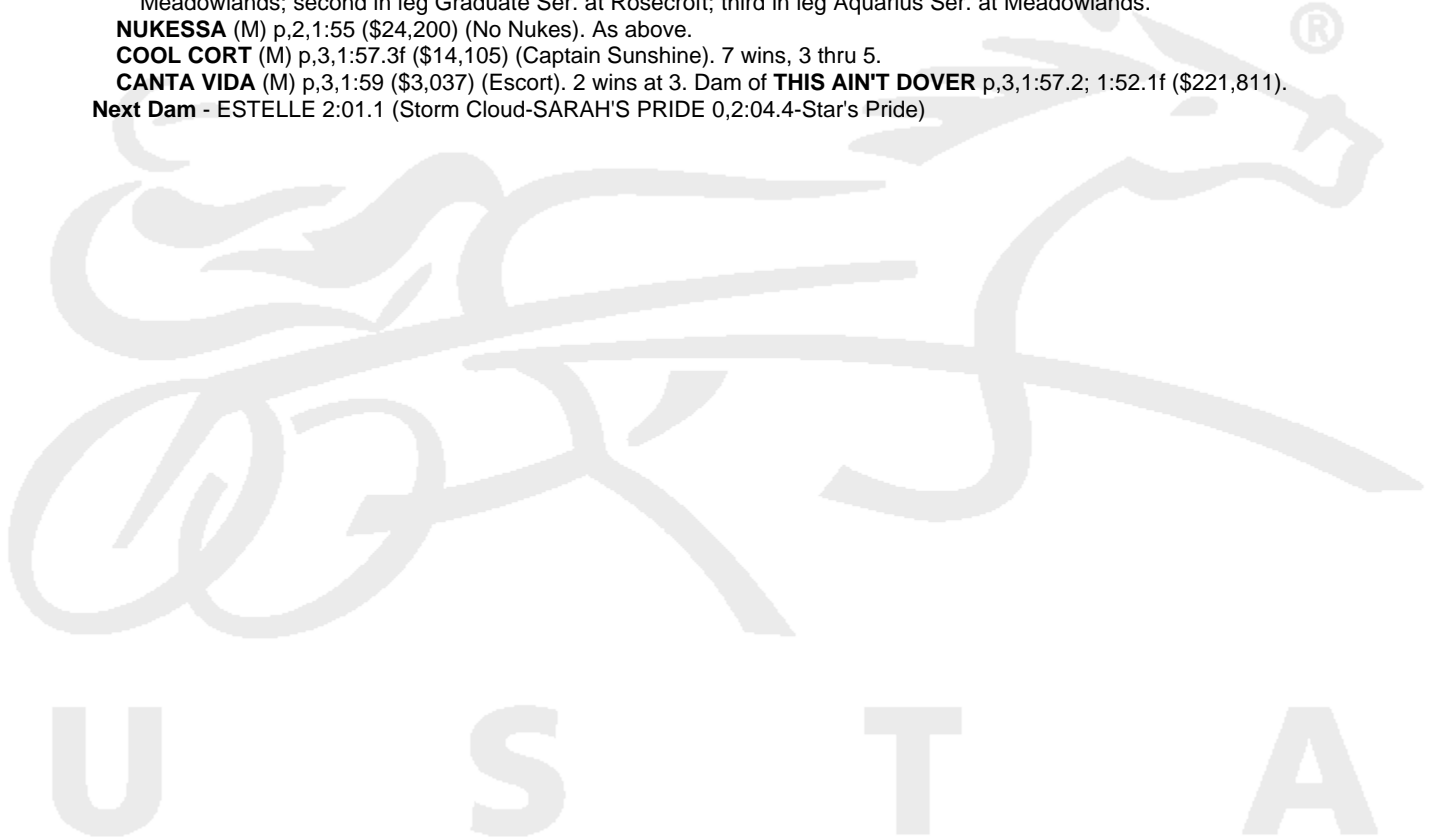 Meadowlands; second in leg Graduate Ser. at Rosecroft; third in leg Aquarius Ser. at Meadowlands.
NUKESSA (M) p,2,1:55 ($24,200) (No Nukes). As above.
COOL CORT (M) p,3,1:57.3f ($14,105) (Captain Sunshine). 7 wins, 3 thru 5.
CANTA VIDA (M) p,3,1:59 ($3,037) (Escort). 2 wins at 3. Dam of THIS AIN'T DOVER p,3,1:57.2; 1:52.1f ($221,811).
Next Dam - ESTELLE 2:01.1 (Storm Cloud-SARAH'S PRIDE 0,2:04.4-Star's Pride)
®
U S T A